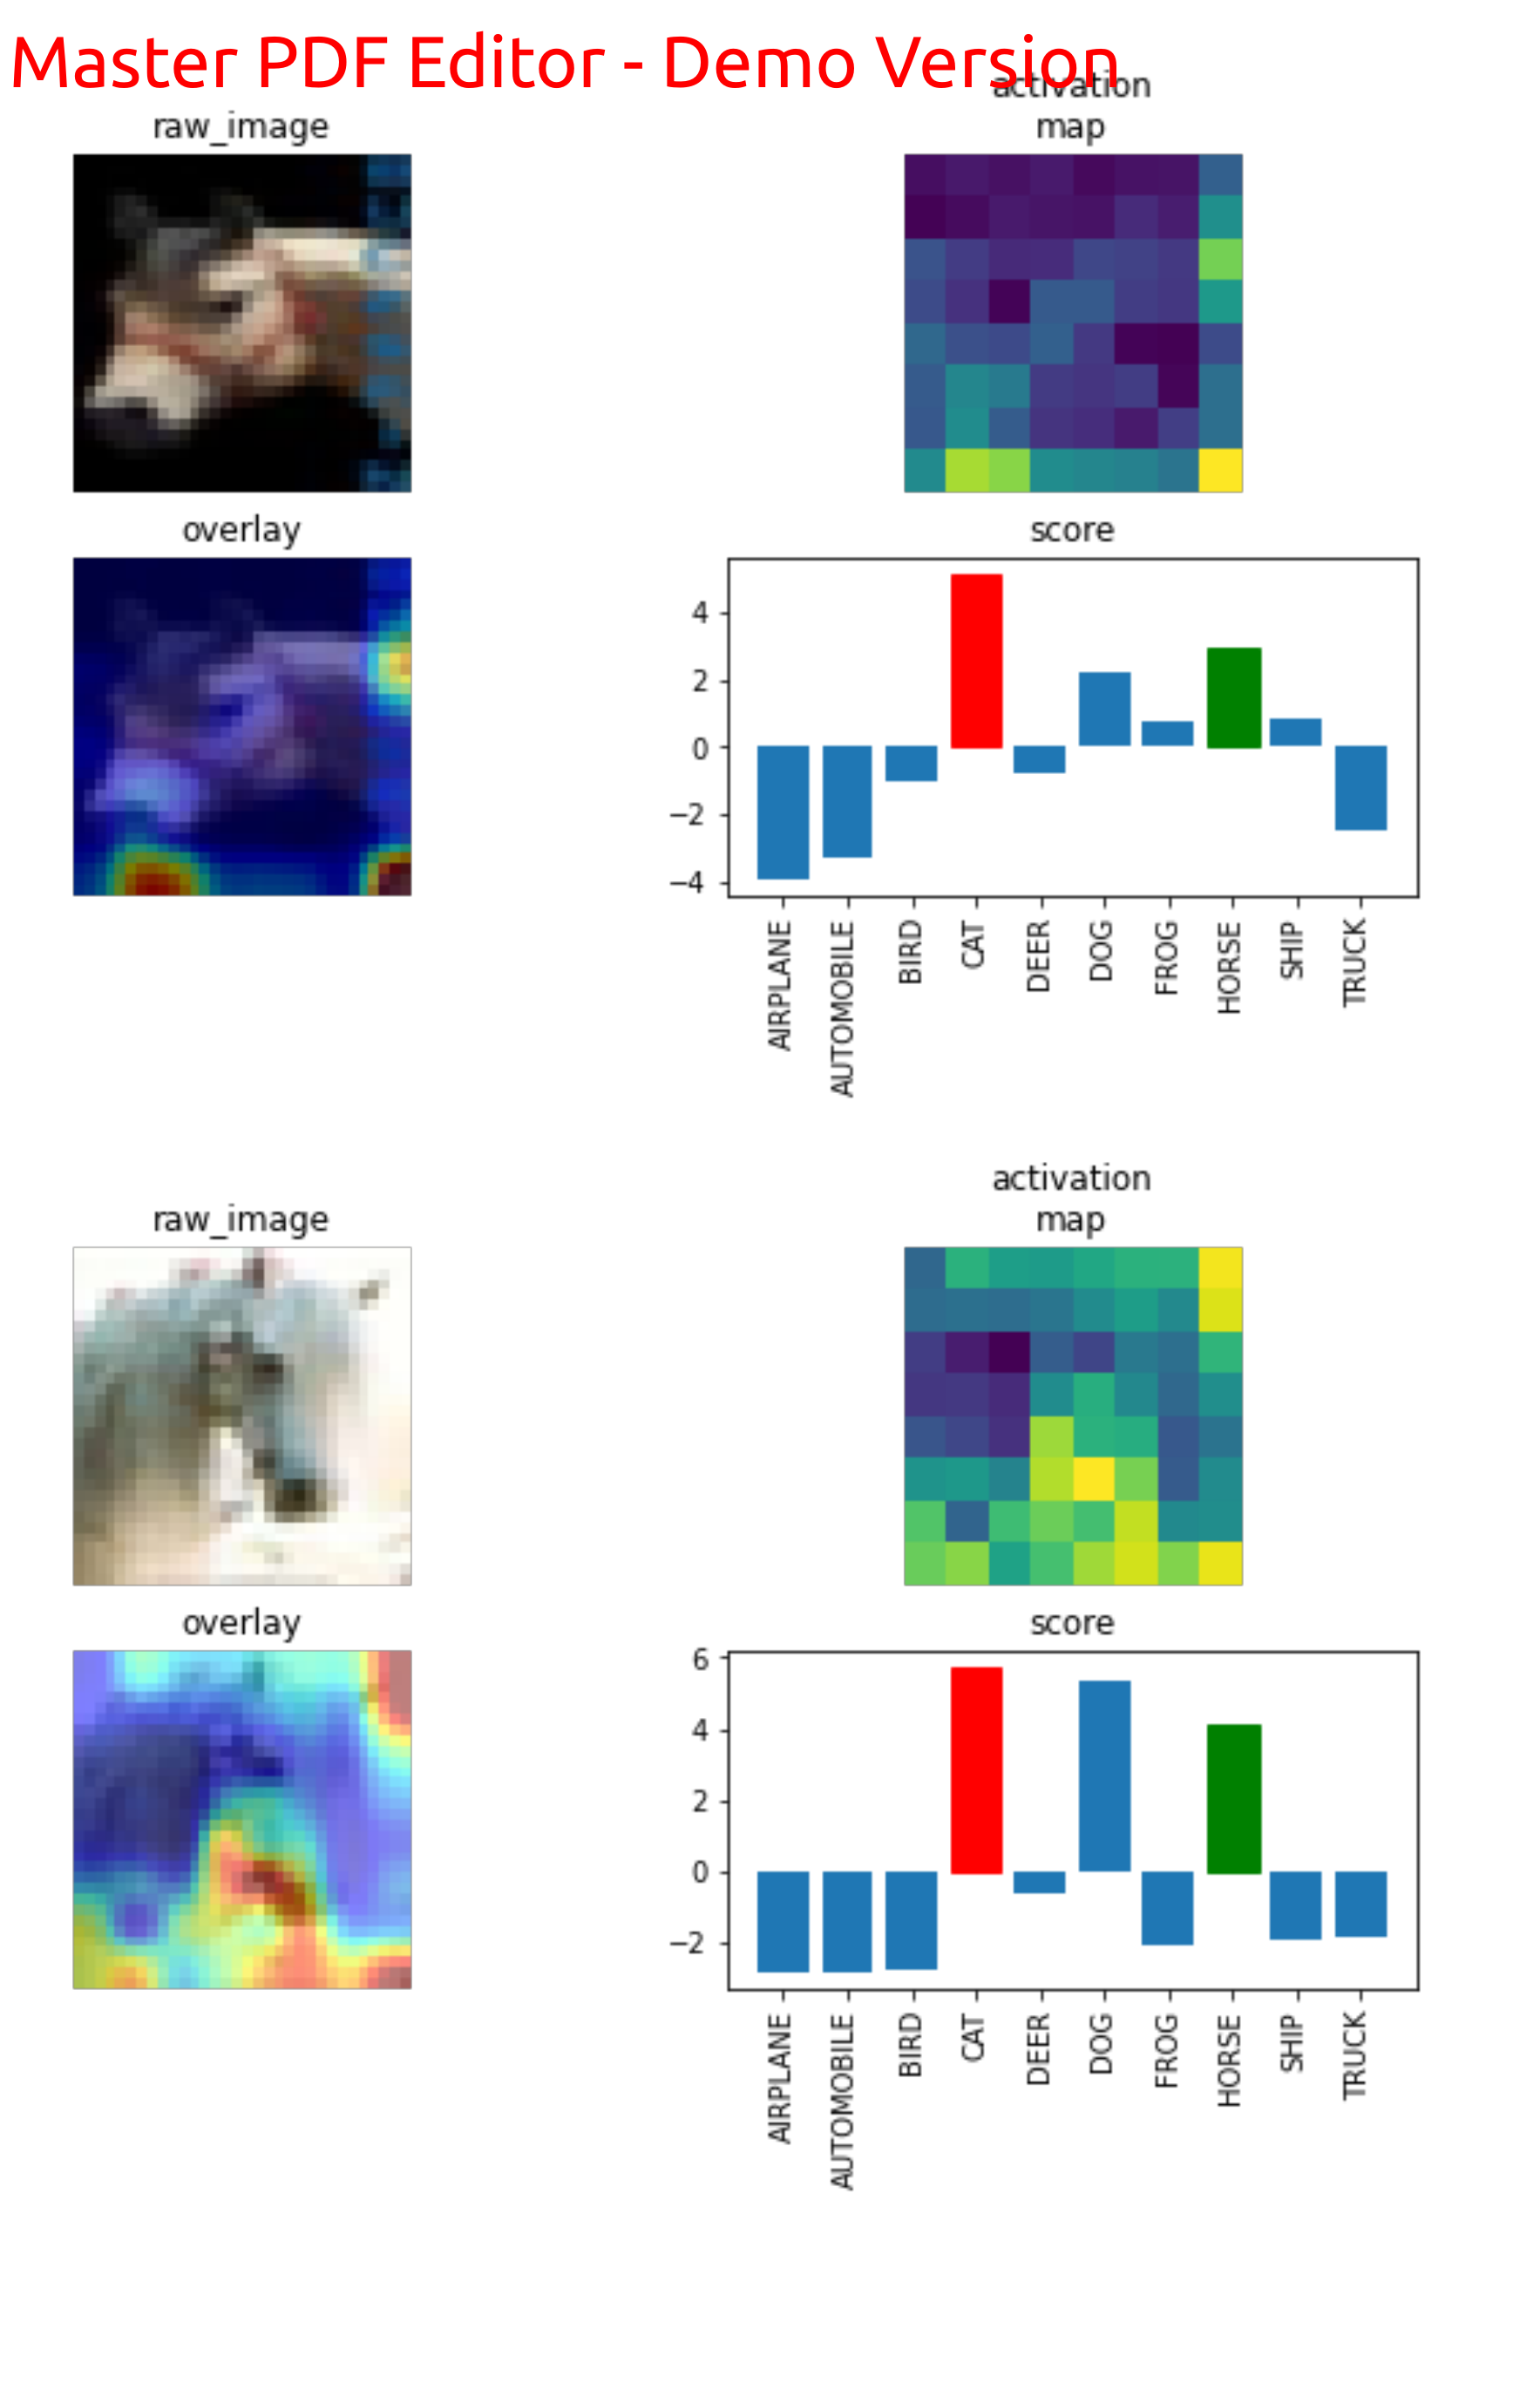 Master PDF Editor - Demo Version
raw_image
activation
map
overlay
score
4
2
0
−2
−4
AIRPLANE
AUTOMOBILE
BIRD
CAT
DEER
DOG
FROG
HORSE
SHIP
TRUCK
raw_image
activation
map
overlay
score
6
4
2
0
−2
AIRPLANE
AUTOMOBILE
BIRD
CAT
DEER
DOG
FROG
HORSE
SHIP
TRUCK